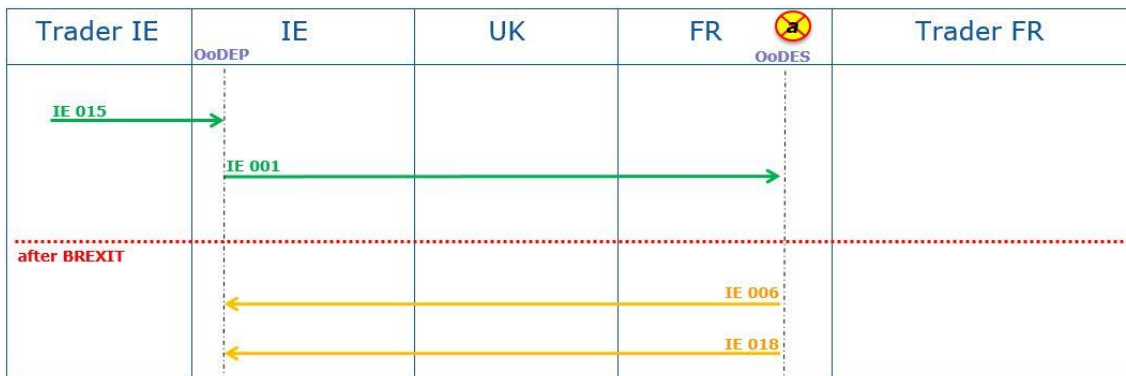 Trader IE IE UK FR a Trader FR
OoDEP OoDES
IE 015
IE 001
after BREXIT
IE 006
IE 018